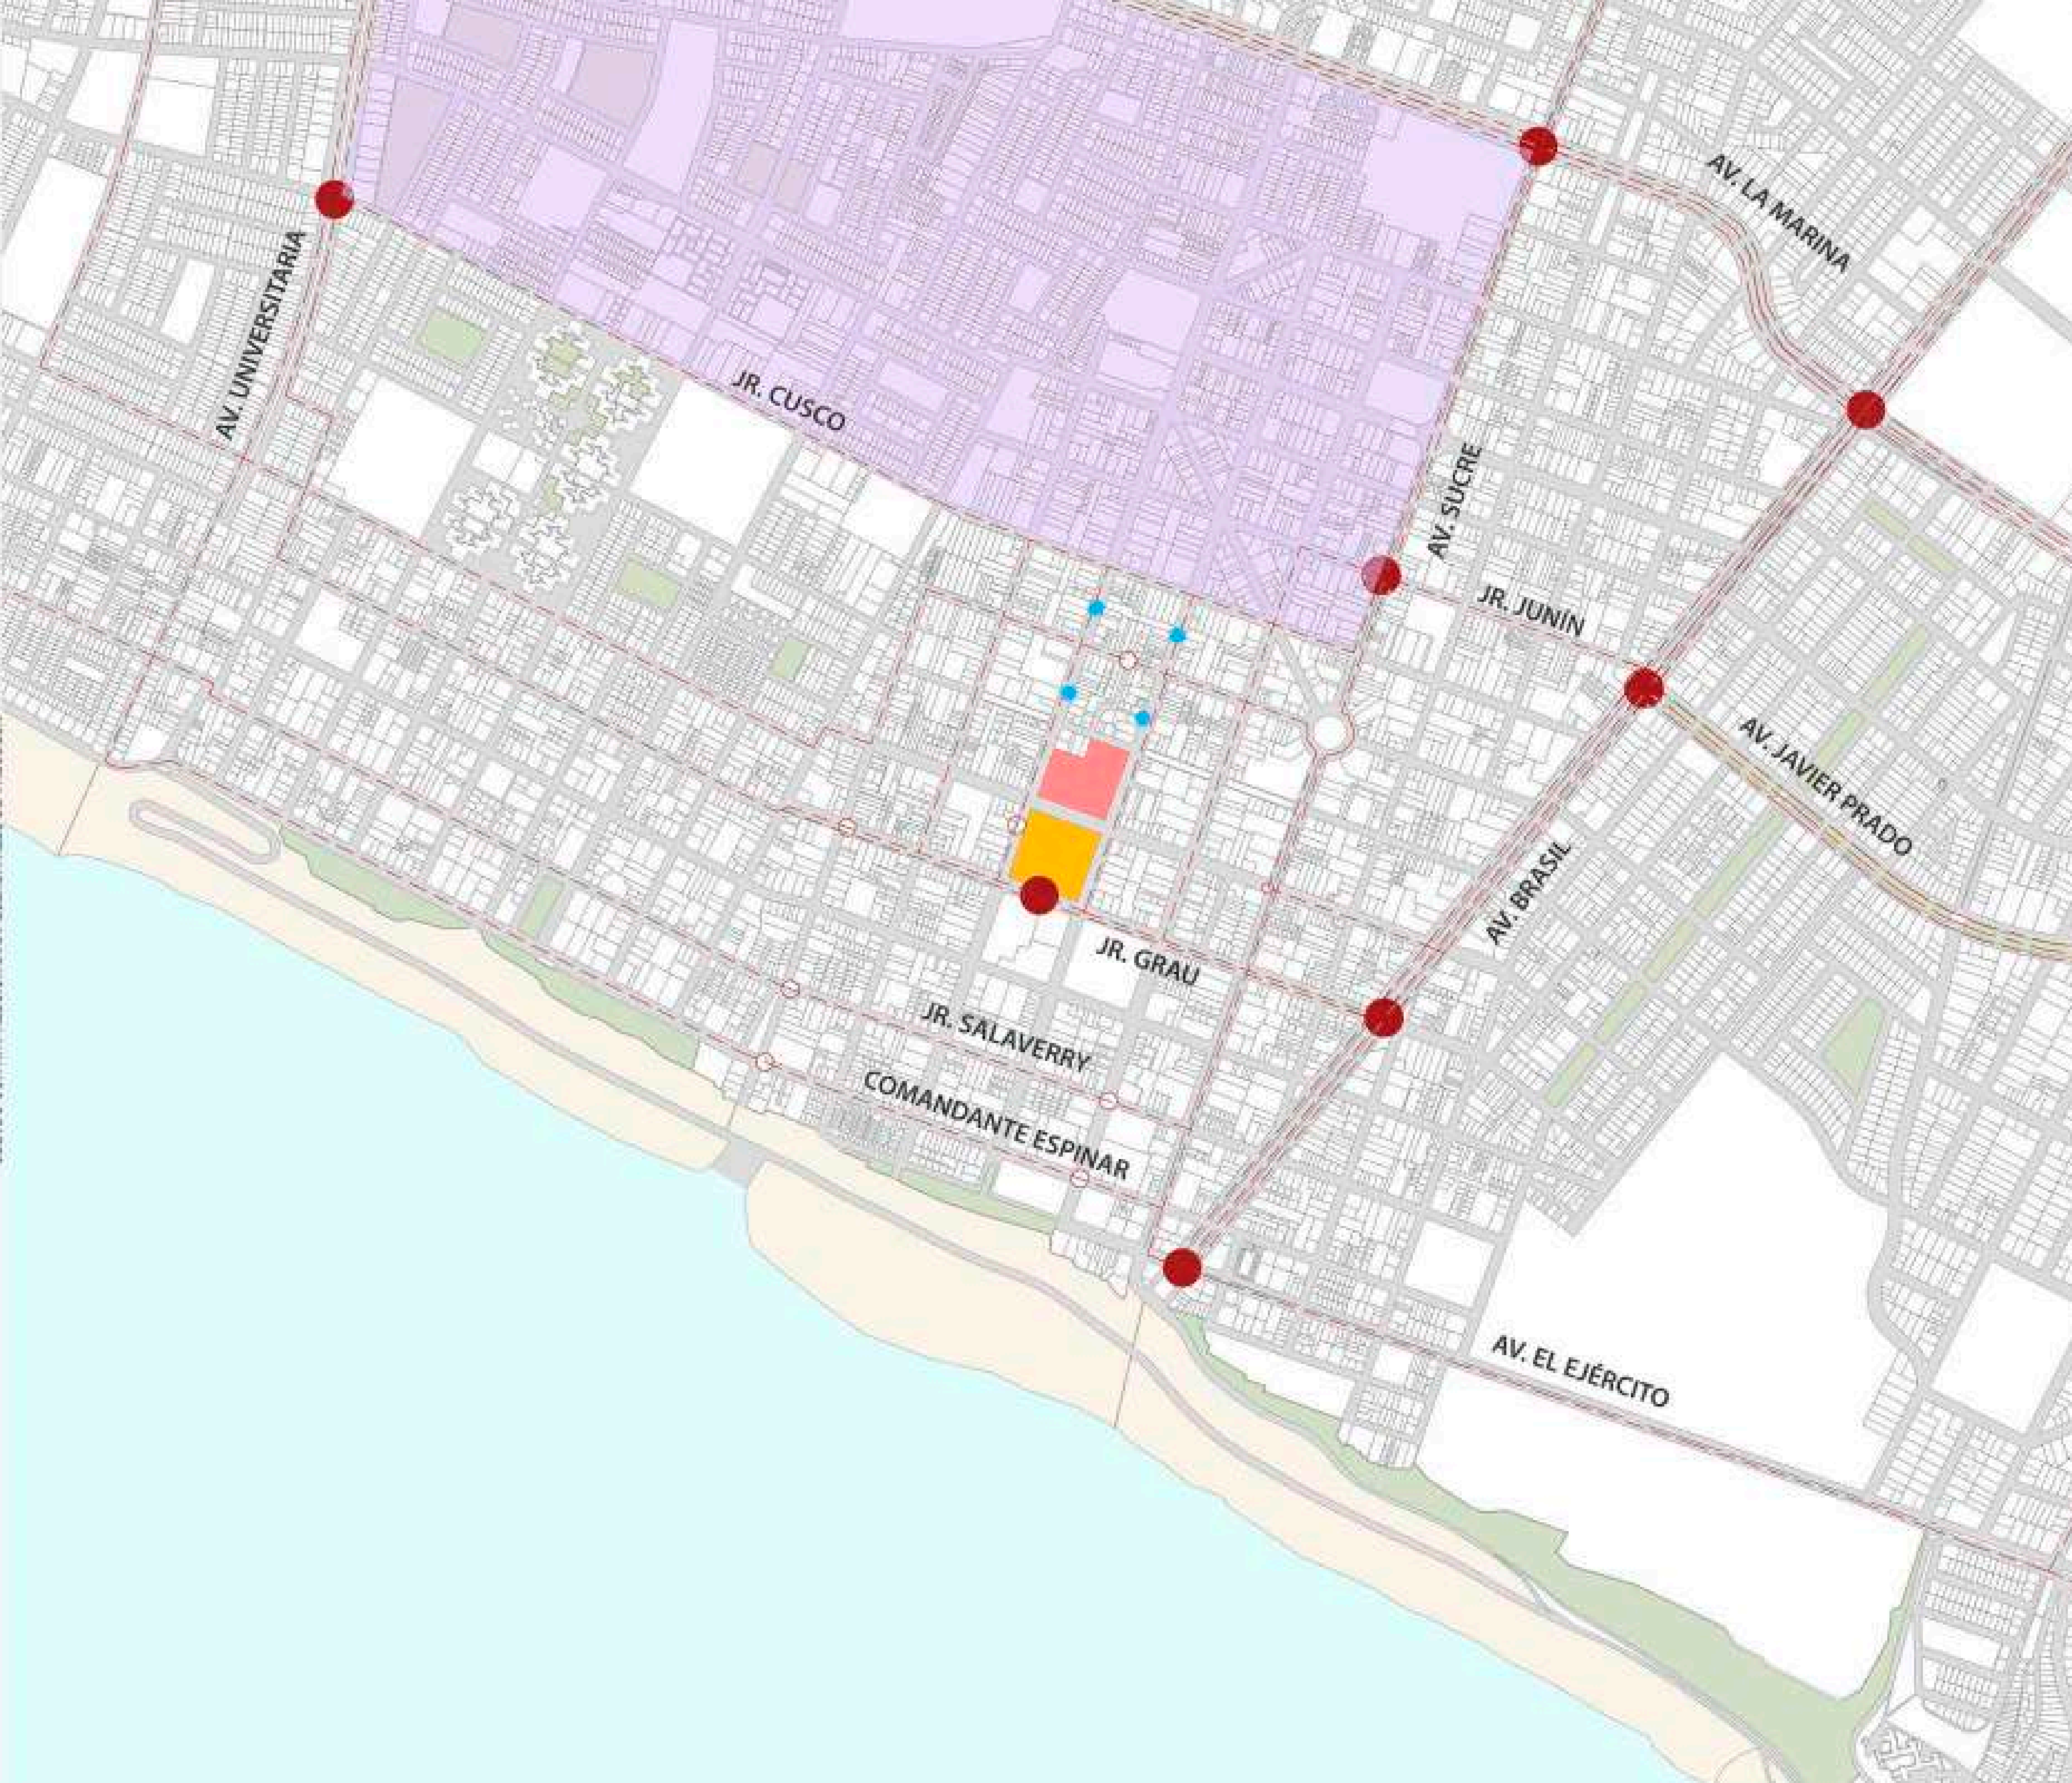 AV. LA MARINA
AV. UNIVERSITARIA
JR. CUSCO
AV. SUCRE
JR. JUNÍN
AV. JAVIER PRADO
AV. BRASIL
JR. GRAU
JR. SALAVERRY
COMANDANTE ESPINAR
AV. EL EJÉRCITO